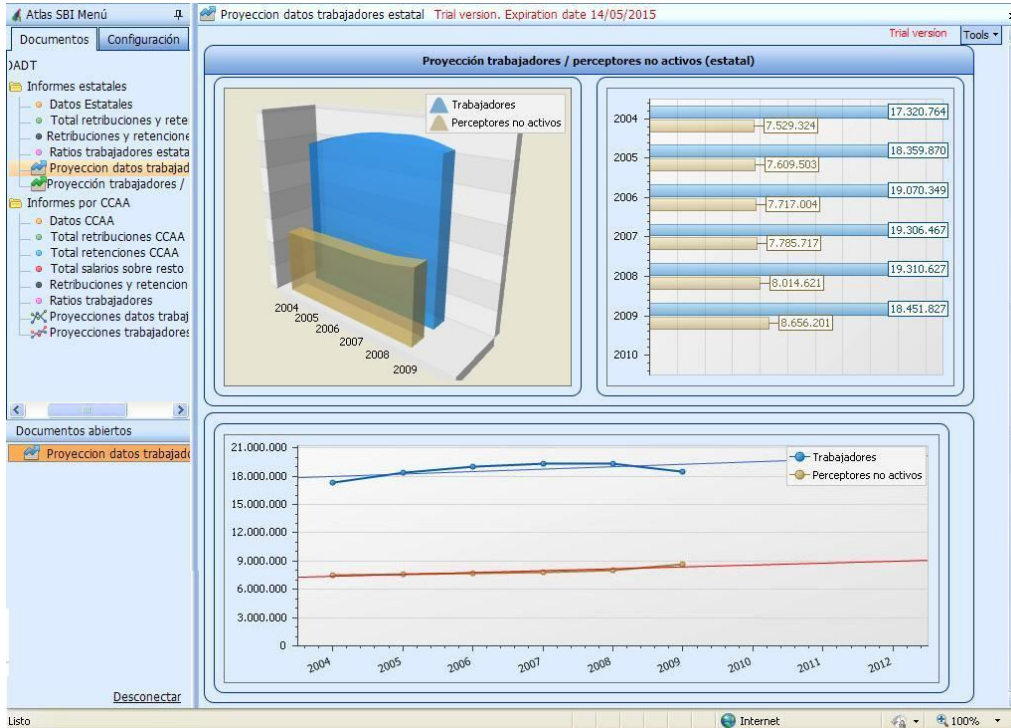 Atlas SBI Menú
Documentos Configuración
DADT
Informes estatales
Datos Estatales
Total retribuciones y rete
Retribuciones y retencione
Ratios trabajadores estata
Proyeccion datos trabajad
Proyección trabajadores /
Informes por CCAA
Datos CCAA
Total retribuciones CCAA
Total retenciones CCAA
Total salarios sobre resto
Retribuciones y retencion
Ratios trabajadores
Proyecciones datos trabaj
Proyecciones trabajadores
Documentos abiertos
Proyeccion datos trabajado
Desconectar
Proyeccion datos trabajadores estatal Trial version. Expiration date 14/05/2015
Trial version Tools
Proyección trabajadores / perceptores no activos (estatal)
Trabajadores
Perceptores no activos
2004
2005
2006
2007
2008
2009
2004 17.320.764
7.529.324
2005 18.359.870
7.609.503
2006 19.070.349
7.717.004
2007 19.306.467
7.785.717
2008 19.310.627
8.014.621
2009 18.451.827
8.656.201
2010
21.000.000
18.000.000
15.000.000
12.000.000
9.000.000
6.000.000
3.000.000
0
Trabajadores
Perceptores no activos
2004 2005 2006 2007 2008 2009 2010 2011 2012
Listo Internet 100%